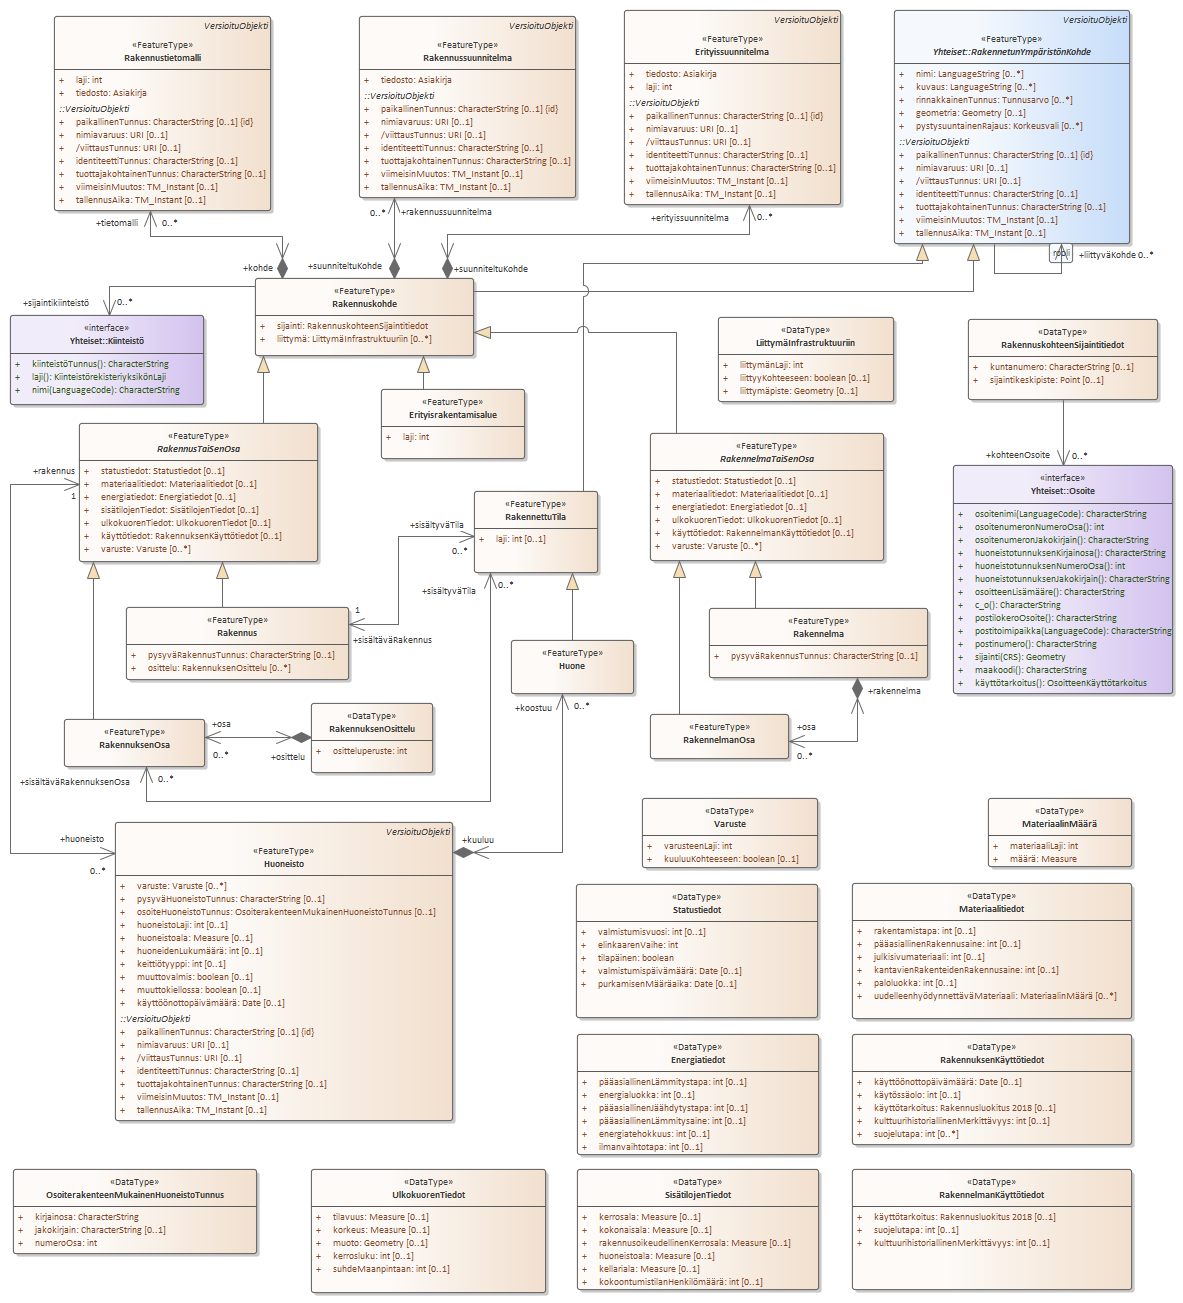 VersioituObjekti
«FeatureType»
Rakennustietomalli
+ laji: int
+ tiedosto: Asiakirja
::VersioituObjekti
+ paikallinenTunnus: CharacterString [0..1] {id}
+ nimiavaruus: URI [0..1]
+ /viittausTunnus: URI [0..1]
+ identeettiTunnus: CharacterString [0..1]
+ tuottajakohtainenTunnus: CharacterString [0..1]
+ viimeisinMuutos: TM_Instant [0..1]
+ tallennusAika: TM_Instant [0..1]
VersioituObjekti
«FeatureType»
Rakennussuunnitelma
+ tiedosto: Asiakirja
::VersioituObjekti
+ paikallinenTunnus: CharacterString [0..1] {id}
+ nimiavaruus: URI [0..1]
+ /viittausTunnus: URI [0..1]
+ identeettiTunnus: CharacterString [0..1]
+ tuottajakohtainenTunnus: CharacterString [0..1]
+ viimeisinMuutos: TM_Instant [0..1]
+ tallennusAika: TM_Instant [0..1]
VersioituObjekti
«FeatureType»
Erityissuunnitelma
+ tiedosto: Asiakirja
+ laji: int
::VersioituObjekti
+ paikallinenTunnus: CharacterString [0..1] {id}
+ nimiavaruus: URI [0..1]
+ /viittausTunnus: URI [0..1]
+ identeettiTunnus: CharacterString [0..1]
+ tuottajakohtainenTunnus: CharacterString [0..1]
+ viimeisinMuutos: TM_Instant [0..1]
+ tallennusAika: TM_Instant [0..1]
VersioituObjekti
«FeatureType»
Yhteiset::RakennetunYmpäristönKohde
+ nimi: LanguageString [0..*]
+ kuvaus: LanguageString [0..*]
+ rinnakkainenTunnus: Tunnusarvo [0..*]
+ geometria: Geometry [0..1]
+ pystysuuntainenRajaus: Korkeusvali [0..*]
::VersioituObjekti
+ paikallinenTunnus: CharacterString [0..1] {id}
+ nimiavaruus: URI [0..1]
+ /viittausTunnus: URI [0..1]
+ identeettiTunnus: CharacterString [0..1]
+ tuottajakohtainenTunnus: CharacterString [0..1]
+ viimeisinMuutos: TM_Instant [0..1]
+ tallennusAika: TM_Instant [0..1]
+tietomalli 0..*
0..* +rakennussuunnitelma
+erityissuunnitelma 0..*
rooli +liittyväKohde 0..*
+kohde
+suunniteltuKohde
+suunniteltuKohde
+sijaintikiinteistö 0..*
«FeatureType»
Rakennuskohde
+ sijainti: RakennuskohteenSijaintitiedot
+ liittymä: LiittymäInfrastruktuuriin [0..*]
«interface»
Yhteiset::Kiinteistö
+ kiinteistöTunnus(): CharacterString
+ laji(): KiinteistörekisteriyksikönLaji
+ nimi(LanguageCode): CharacterString
«DataType»
LiittymäInfrastruktuuriin
+ liittymänLaji: int
+ liittyyKohteeseen: boolean [0..1]
+ liittymäpiste: Geometry [0..1]
«DataType»
RakennuskohteenSijaintitiedot
+ kuntanumero: CharacterString [0..1]
+ sijaintikeskipiste: Point [0..1]
«FeatureType»
Erityisrakentamisalue
+ laji: int
«FeatureType»
RakennusTaiSenOsa
+ statustiedot: Statustiedot [0..1]
+ materiaalitiedot: Materiaalitiedot [0..1]
+ energiatiedot: Energiatiedot [0..1]
+ sisätilojenTiedot: SisätilojenTiedot [0..1]
+ ulkokuorenTiedot: UlkokuorenTiedot [0..1]
+ käyttötiedot: RakennuksenKäyttötiedot [0..1]
+ varuste: Varuste [0..*]
+rakennus
1
«FeatureType»
RakennelmaTaiSenOsa
+ statustiedot: Statustiedot [0..1]
+ materiaalitiedot: Materiaalitiedot [0..1]
+ energiatiedot: Energiatiedot [0..1]
+ ulkokuorenTiedot: UlkokuorenTiedot [0..1]
+ käyttötiedot: RakennelmanKäyttötiedot [0..1]
+ varuste: Varuste [0..*]
+kohteenOsoite 0..*
«interface»
Yhteiset::Osoite
+ osoitenimi(LanguageCode): CharacterString
+ osoitenumeronNumeroOsa(): int
+ osoitenumeronJakokirjain(): CharacterString
+ huoneistotunnuksenKirjainosa(): CharacterString
+ huoneistotunnuksenNumeroOsa(): int
+ huoneistotunnuksenJakokirjain(): CharacterString
+ osoitteenLisämääre(): CharacterString
+ c_o(): CharacterString
+ postilokeroOsoite(): CharacterString
+ postitoimipaikka(LanguageCode): CharacterString
+ postinumero(): CharacterString
+ sijainti(CRS): Geometry
+ maakoodi(): CharacterString
+ käyttötarkoitus(): OsoitteenKäyttötarkoitus
«FeatureType»
RakennettuTila
+ laji: int [0..1]
+sisältyväTila
0..*
+sisältyväTila 0..*
1
+sisältäväRakennus
«FeatureType»
Rakennus
+ pysyväRakennusTunnus: CharacterString [0..1]
+ osittelu: RakennuksenOsittelu [0..*]
«FeatureType»
Huone
«FeatureType»
Rakennelma
+ pysyväRakennusTunnus: CharacterString [0..1]
+rakennelma
+koostuu 0..*
«FeatureType»
RakennuksenOsa
+osa
0..*
+osittelu
«DataType»
RakennuksenOsittelu
+ ositteluperuste: int
«FeatureType»
RakennelmanOsa
+osa
0..*
+sisältäväRakennuksenOsa 0..*
+huoneisto
0..*
+kuuluu
VersioituObjekti
«FeatureType»
Huoneisto
+ varuste: Varuste [0..*]
+ pysyväHuoneistoTunnus: CharacterString [0..1]
+ osoiteHuoneistoTunnus: OsoiterakenteenMukainenHuoneistoTunnus [0..1]
+ huoneistoLaji: int [0..1]
+ huoneistoala: Measure [0..1]
+ huoneidenLukumäärä: int [0..1]
+ keittiötyyppi: int [0..1]
+ muuttovalmis: boolean [0..1]
+ muuttokiellossa: boolean [0..1]
+ käyttöönottopäivämäärä: Date [0..1]
::VersioituObjekti
+ paikallinenTunnus: CharacterString [0..1] {id}
+ nimiavaruus: URI [0..1]
+ /viittausTunnus: URI [0..1]
+ identeettiTunnus: CharacterString [0..1]
+ tuottajakohtainenTunnus: CharacterString [0..1]
+ viimeisinMuutos: TM_Instant [0..1]
+ tallennusAika: TM_Instant [0..1]
«DataType»
Varuste
+ varusteenLaji: int
+ kuuluuKohteeseen: boolean [0..1]
«DataType»
MateriaalinMäärä
+ materiaaliLaji: int
+ määrä: Measure
«DataType»
Statustiedot
+ valmistumisvuosi: int [0..1]
+ elinkaarenVaihe: int
+ tilapäinen: boolean
+ valmistumispäivämäärä: Date [0..1]
+ purkamisenMääräaika: Date [0..1]
«DataType»
Materiaalitiedot
+ rakentamistapa: int [0..1]
+ pääasiallinenRakennusaine: int [0..1]
+ julkisivumateriaali: int [0..1]
+ kantavienRakenteidenRakennusaine: int [0..1]
+ paloluokka: int [0..1]
+ uudelleenhyödynnettäväMateriaali: MateriaalinMäärä [0..*]
«DataType»
Energiatiedot
+ pääasiallinenLämmitystapa: int [0..1]
+ energialuokka: int [0..1]
+ pääasiallinenJäähdytystapa: int [0..1]
+ pääasiallinenLämmitysaine: int [0..1]
+ energiatehokkuus: int [0..1]
+ ilmanvaihtotapa: int [0..1]
«DataType»
RakennuksenKäyttötiedot
+ käyttöönottopäivämäärä: Date [0..1]
+ käytössäolo: int [0..1]
+ käyttötarkoitus: Rakennusluokitus 2018 [0..1]
+ kulttuurihistoriallinenMerkittävyys: int [0..1]
+ suojelutapa: int [0..*]
«DataType»
OsoiterakenteenMukainenHuoneistoTunnus
+ kirjainosa: CharacterString
+ jakokirjain: CharacterString [0..1]
+ numeroOsa: int
«DataType»
UlkokuorenTiedot
+ tilavuus: Measure [0..1]
+ korkeus: Measure [0..1]
+ muoto: Geometry [0..1]
+ kerrosluku: int [0..1]
+ suhdeMaanpintaan: int [0..1]
«DataType»
SisätilojenTiedot
+ kerrosala: Measure [0..1]
+ kokonaisala: Measure [0..1]
+ rakennusoikeudellinenKerrosala: Measure [0..1]
+ huoneistoala: Measure [0..1]
+ kellariala: Measure [0..1]
+ kokoontumistilanHenkilömäärä: int [0..1]
«DataType»
RakennelmanKäyttötiedot
+ käyttötarkoitus: Rakennusluokitus 2018 [0..1]
+ suojelutapa: int [0..1]
+ kulttuurihistoriallinenMerkittävyys: int [0..1]